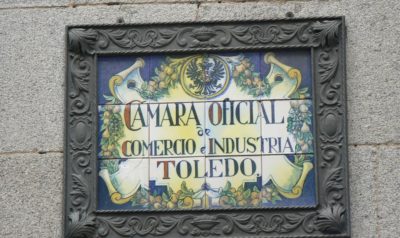 CAMARA OFICIAL
de
COMERCIO e INDUSTRIA
TOLEDO